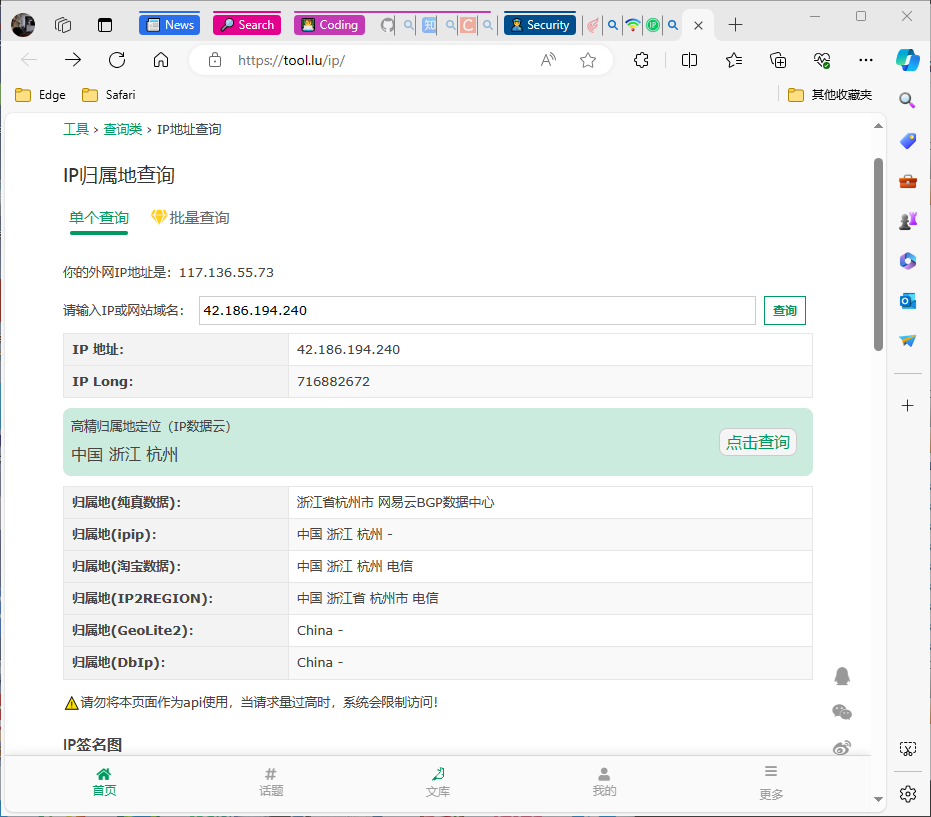 News Search Coding Security
https://tool.lu/ip/
Edge Safari 其他收藏夹
工具 › 查询类 › IP地址查询
IP归属地查询
单个查询 批量查询
你的外网IP地址是：117.136.55.73
请输入IP或网站域名： 42.186.194.240 查询
IP 地址: 42.186.194.240
IP Long: 716882672
高精归属地定位（IP数据云）
中国 浙江 杭州 点击查询
归属地(纯真数据): 浙江省杭州市 网易云BGP数据中心
归属地(ipip): 中国 浙江 杭州 -
归属地(淘宝数据): 中国 浙江 杭州 电信
归属地(IP2REGION): 中国 浙江省 杭州市 电信
归属地(GeoLite2): China -
归属地(DbIp): China -
请勿将本页面作为api使用，当请求量过高时，系统会限制访问！
IP签名图
首页 话题 文库 我的 更多